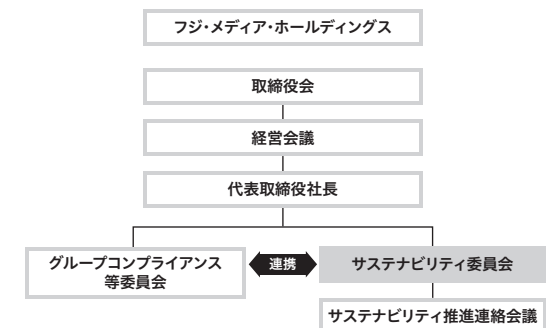 フジ・メディア・ホールディングス
取締役会
経営会議
代表取締役社長
グループコンプライアンス
等委員会
連携
サステナビリティ委員会
サステナビリティ推進連絡会議